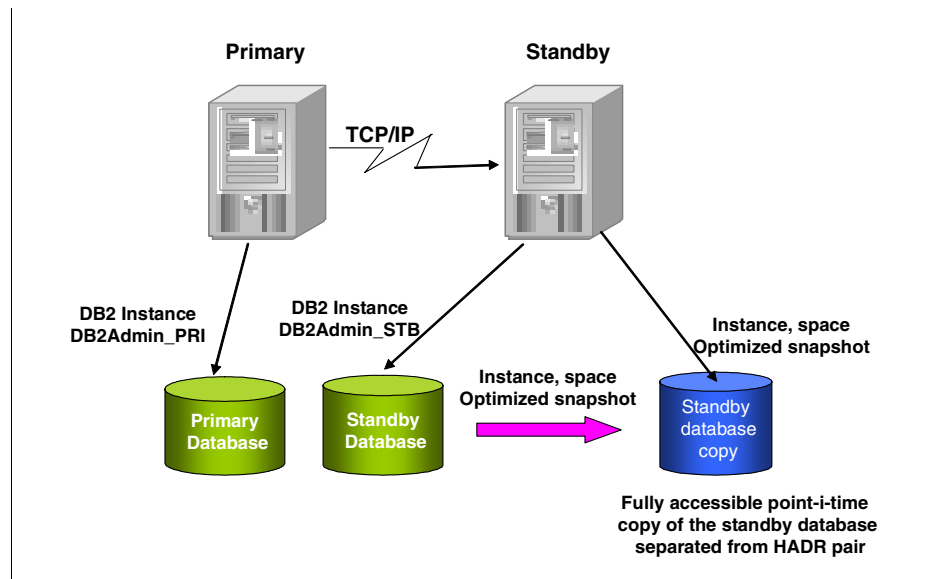 Primary
Standby
TCP/IP
DB2 Instance
DB2Admin_PRI
DB2 Instance
DB2Admin_STB
Instance, space
Optimized snapshot
Instance, space
Optimized snapshot
Primary
Database
Standby
Database
Standby
database
copy
Fully accessible point-i-time
copy of the standby database
separated from HADR pair